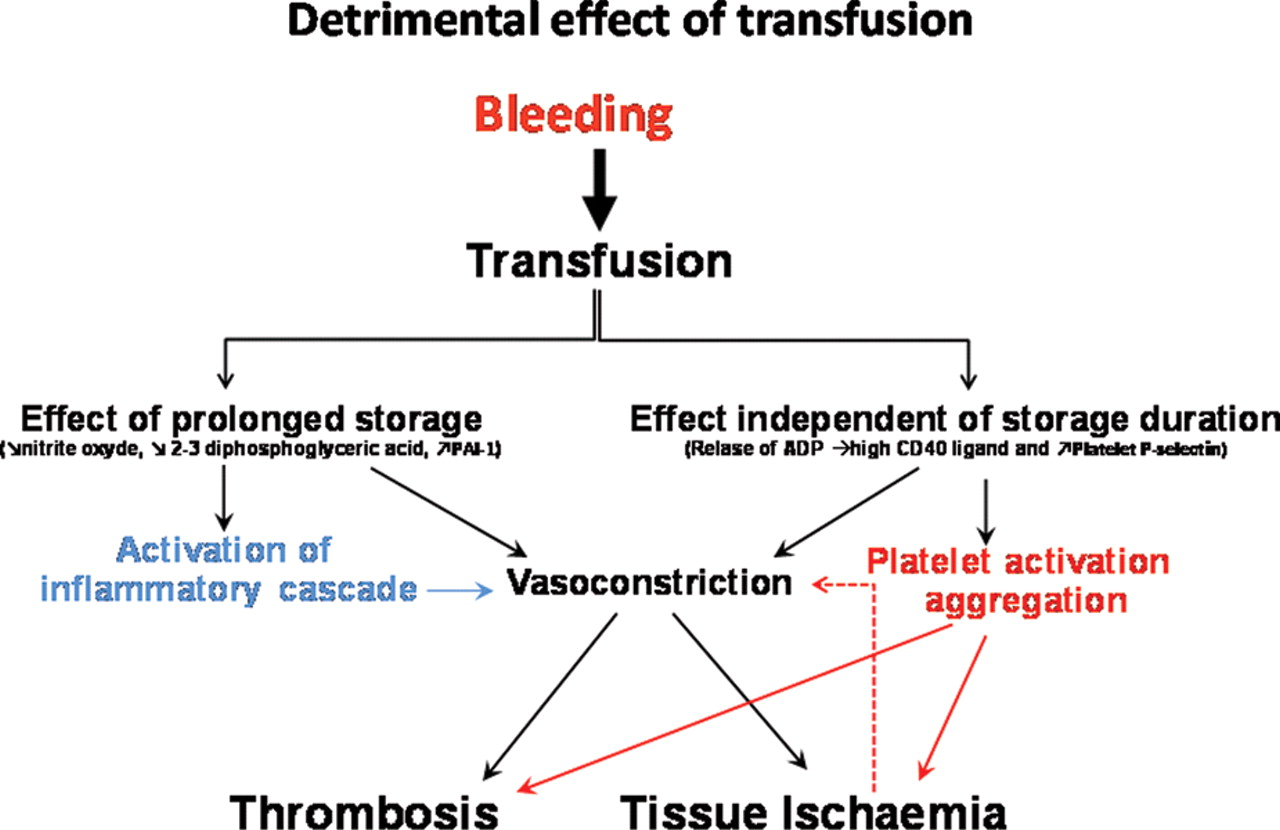 Detrimental effect of transfusion
Bleeding
Transfusion
Effect of prolonged storage
(↘nitrite oxyde, ↘ 2-3 diphosphoglyceric acid, ↗PAI-1)
Effect independent of storage duration
(Relase of ADP →high CD40 ligand and ↗Platelet P-selectin)
Activation of
inflammatory cascade
Vasoconstriction
Platelet activation
aggregation
Thrombosis
Tissue Ischaemia